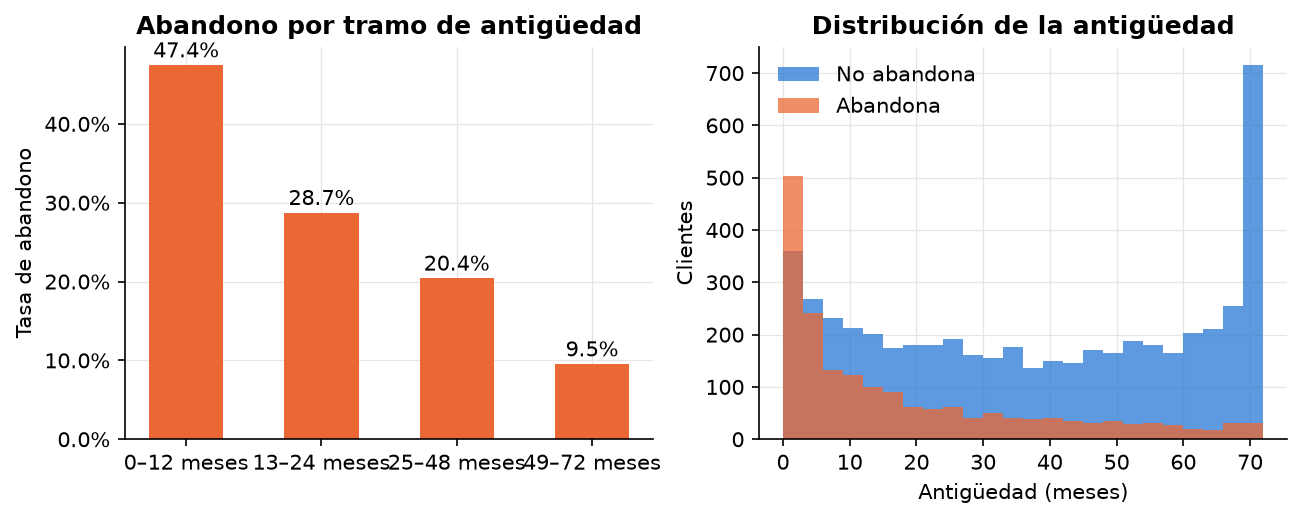 Abandono por tramo de antigüedad
47.4%
28.7%
20.4%
9.5%
40.0%
30.0%
20.0%
10.0%
0.0%
Tasa de abandono
0–12 meses
13–24 meses
25–48 meses
49–72 meses
Distribución de la antigüedad
No abandona
Abandona
700
600
500
400
300
200
100
0
Clientes
0 10 20 30 40 50 60 70
Antigüedad (meses)